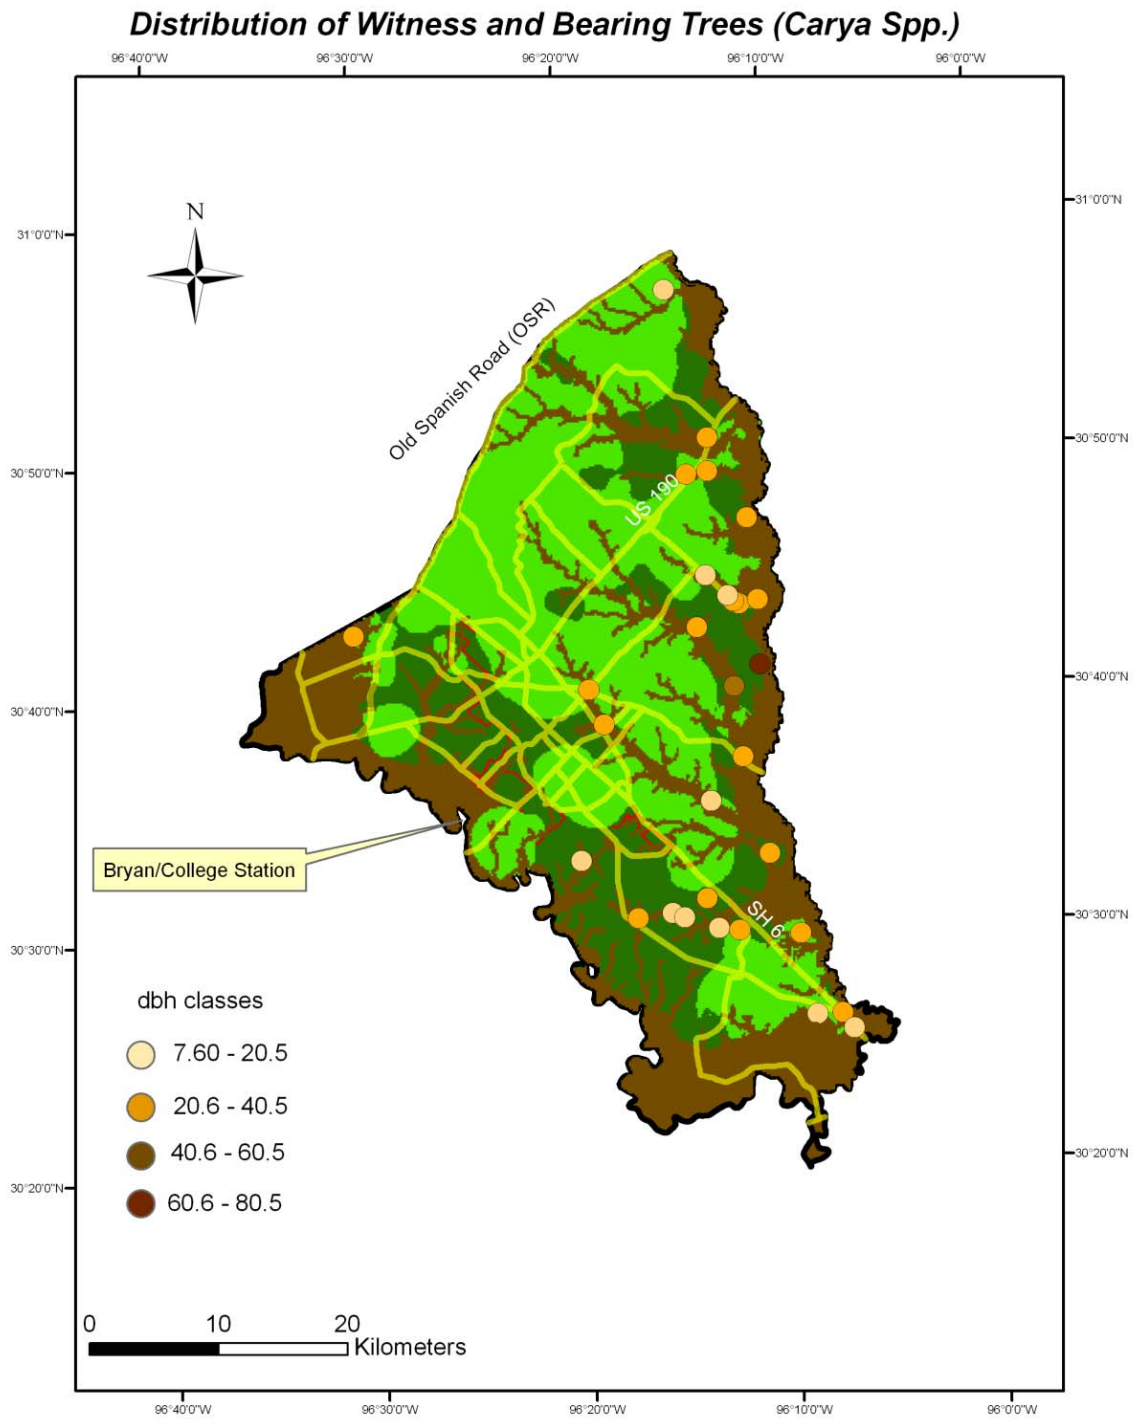 Distribution of Witness and Bearing Trees (Carya Spp.)
96°40'0"W 96°30'0"W 96°20'0"W 96°10'0"W 96°0'0"W
31°0'0"N
N
31°0'0"N
Old Spanish Road (OSR)
30°50'0"N
30°50'0"N
US 190
30°40'0"N
30°40'0"N
Bryan/College Station
SH 6
30°30'0"N
30°30'0"N
dbh classes
7.60 - 20.5
20.6 - 40.5
40.6 - 60.5
30°20'0"N
30°20'0"N
60.6 - 80.5
0 10 20
Kilometers
96°40'0"W 96°30'0"W 96°20'0"W 96°10'0"W 96°0'0"W